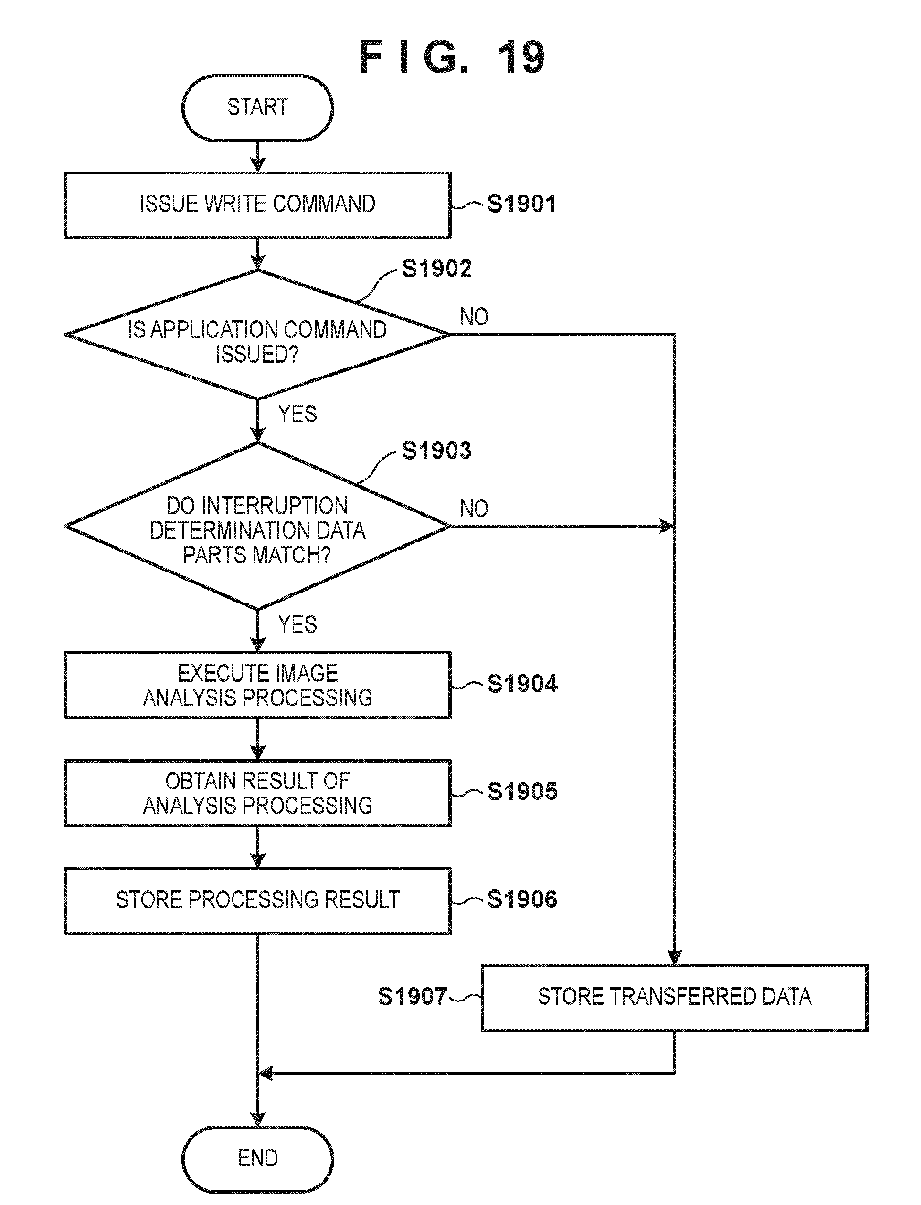 FIG. 19
START
ISSUE WRITE COMMAND
S1901
S1902
IS APPLICATION COMMAND
ISSUED?
NO
YES
S1903
DO INTERRUPTION
DETERMINATION DATA
PARTS MATCH?
NO
YES
EXECUTE IMAGE
ANALYSIS PROCESSING
S1904
OBTAIN RESULT OF
ANALYSIS PROCESSING
S1905
STORE PROCESSING RESULT
S1906
S1907
STORE TRANSFERRED DATA
END